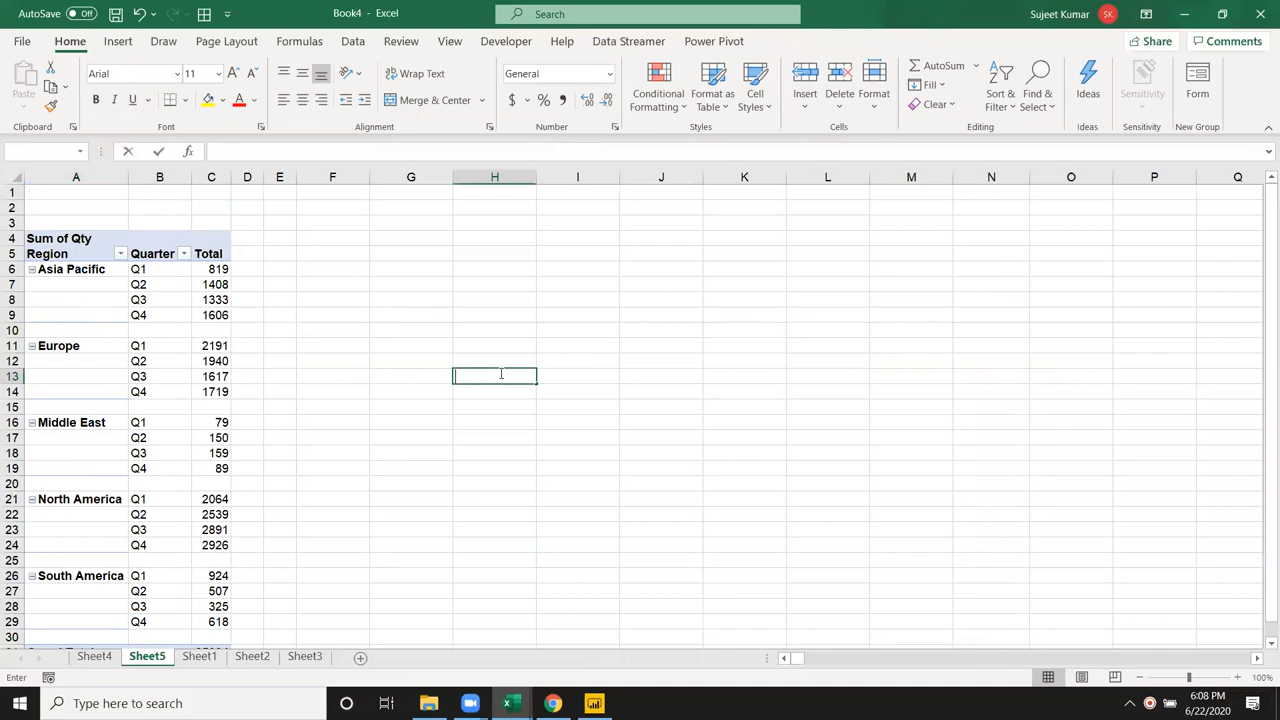 AutoSave Off Book4 - Excel Search Sujeet Kumar SK
File Home Insert Draw Page Layout Formulas Data Review View Developer Help Data Streamer Power Pivot Share Comments
Paste Arial 11 Wrap Text General Conditional Formatting Format as Table Cell Styles Insert Delete Format AutoSum Sort & Filter Find & Select Ideas Sensitivity Form
B I U A Merge & Center $ % Fill
Clear
Clipboard Font Alignment Number Styles Cells Editing Ideas Sensitivity New Group
fx
A B C D E F G H I J K L M N O P Q
1
2
3
4 Sum of Qty
5 Region Quarter Total
6 Asia Pacific Q1 819
7 Q2 1408
8 Q3 1333
9 Q4 1606
10
11 Europe Q1 2191
12 Q2 1940
13 Q3 1617
14 Q4 1719
15
16 Middle East Q1 79
17 Q2 150
18 Q3 159
19 Q4 89
20
21 North America Q1 2064
22 Q2 2539
23 Q3 2891
24 Q4 2926
25
26 South America Q1 924
27 Q2 507
28 Q3 325
29 Q4 618
30
Sheet4 Sheet5 Sheet1 Sheet2 Sheet3
Enter 100%
Type here to search 6:08 PM
6/22/2020